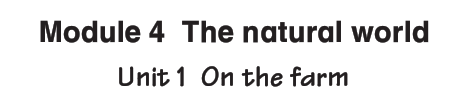 Module 4 The natural world
Unit 1 On the farm